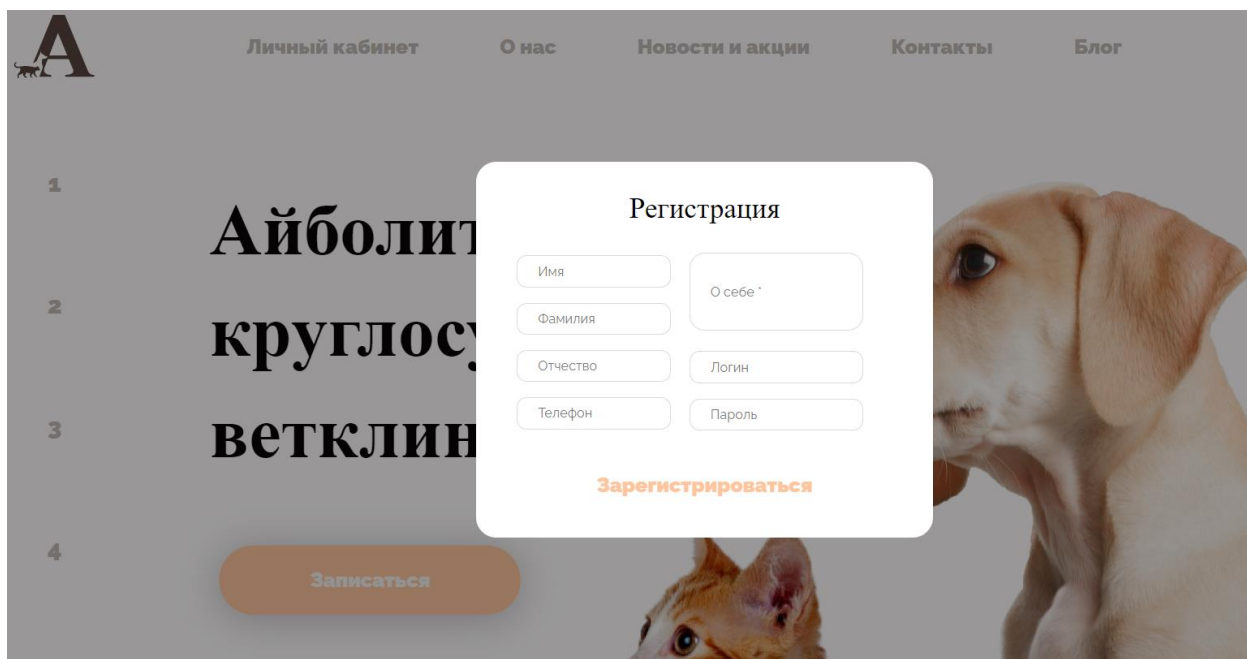 А
Личный кабинет
О нас
Новости и акции
Контакты
Блог
1
2
3
4
Айболит
круглосу
ветклин
Записаться
Регистрация
Имя
Фамилия
Отчество
Телефон
О себе *
Логин
Пароль
Зарегистрироваться